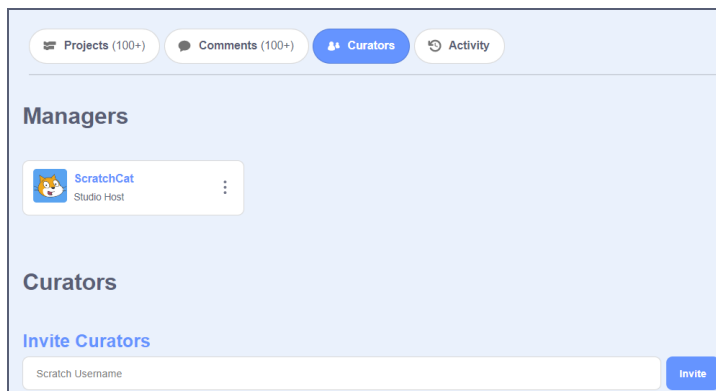 Projects (100+) Comments (100+) Curators Activity
Managers
ScratchCat
Studio Host
Curators
Invite Curators
Scratch Username Invite